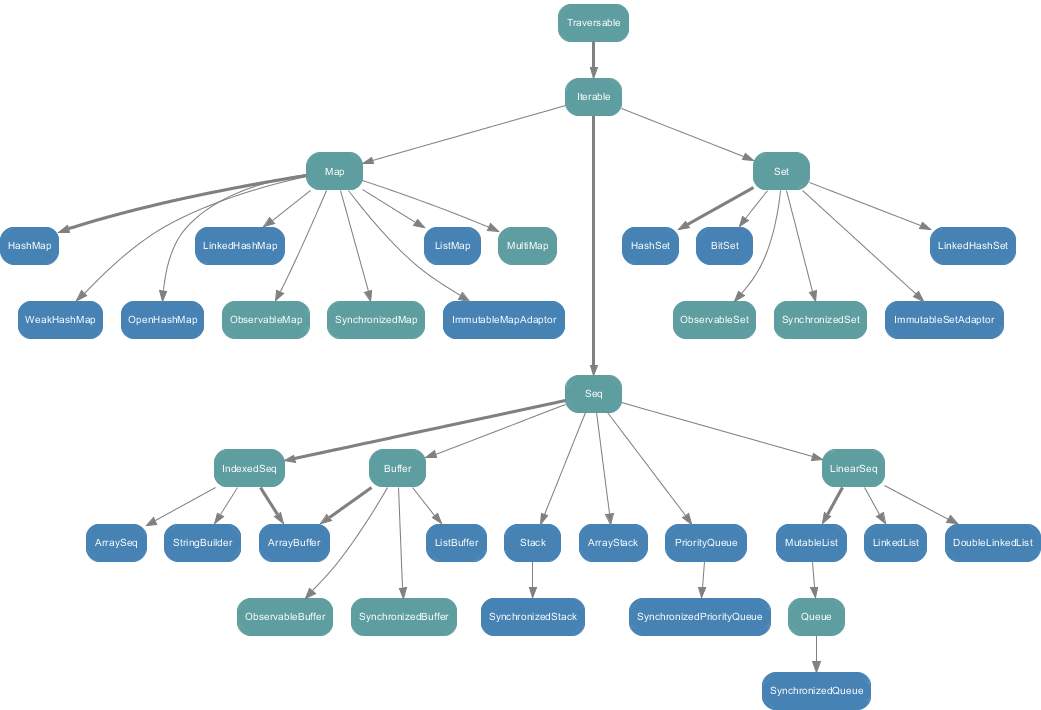 Traversable
Iterable
Map
Set
HashMap
LinkedHashMap
ListMap
MultiMap
HashSet
BitSet
LinkedHashSet
WeakHashMap
OpenHashMap
ObservableMap
SynchronizedMap
ImmutableMapAdaptor
ObservableSet
SynchronizedSet
ImmutableSetAdaptor
Seq
IndexedSeq
Buffer
LinearSeq
ArraySeq
StringBuilder
ArrayBuffer
ListBuffer
Stack
ArrayStack
PriorityQueue
MutableList
LinkedList
DoubleLinkedList
ObservableBuffer
SynchronizedBuffer
SynchronizedStack
SynchronizedPriorityQueue
Queue
SynchronizedQueue